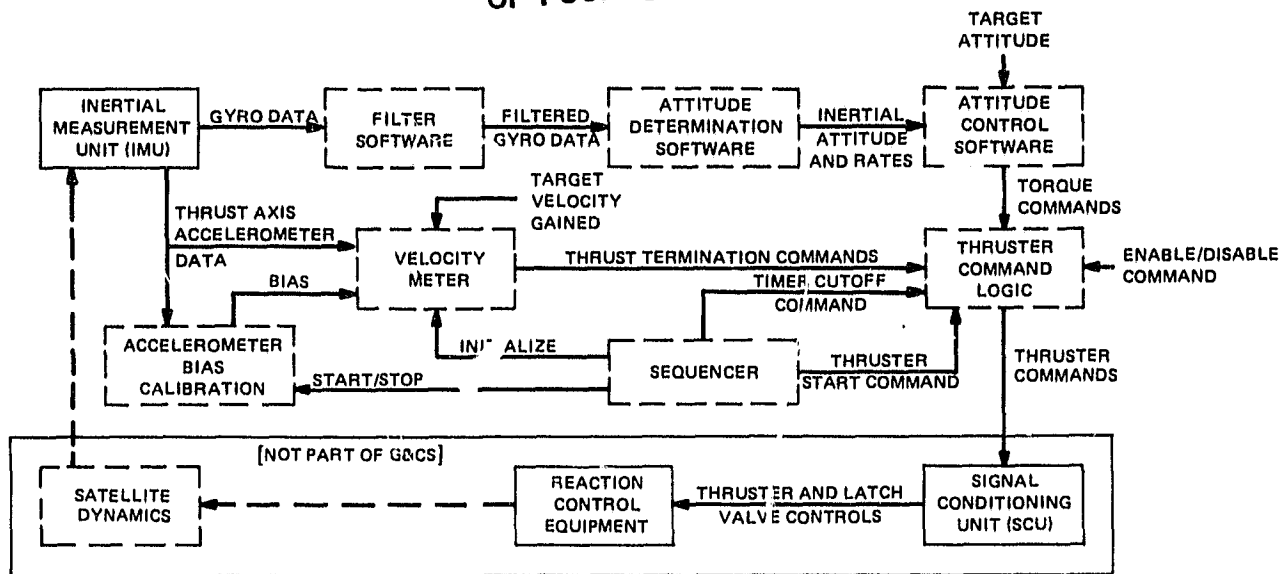 TARGET
ATTITUDE
INERTIAL
MEASUREMENT
UNIT (IMU)
GYRO DATA
FILTER
SOFTWARE
FILTERED
GYRO DATA
ATTITUDE
DETERMINATION
SOFTWARE
INERTIAL
ATTITUDE
AND RATES
ATTITUDE
CONTROL
SOFTWARE
TORQUE
COMMANDS
THRUST AXIS
ACCELEROMETER
DATA
TARGET
VELOCITY
GAINED
VELOCITY
METER
THRUST TERMINATION COMMANDS
THRUSTER
COMMAND
LOGIC
ENABLE/DISABLE
COMMAND
BIAS
TIMER CUTOFF
COMMAND
ACCELEROMETER
BIAS
CALIBRATION
START/STOP
SEQUENCER
THRUSTER
START COMMAND
THRUSTER
COMMANDS
[NOT PART OF G&CS]
SATELLITE
DYNAMICS
REACTION
CONTROL
EQUIPMENT
THRUSTER AND LATCH
VALVE CONTROLS
SIGNAL
CONDITIONING
UNIT (SCU)